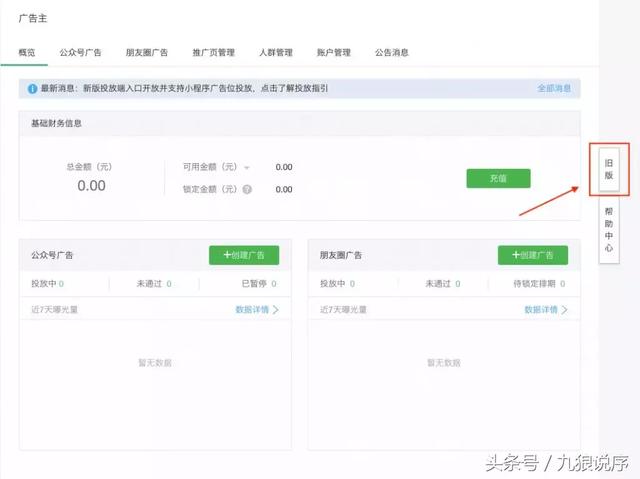 广告主
概览 公众号广告 朋友圈广告 推广页管理 人群管理 账户管理 公告消息
最新消息：新版投放端入口开放并支持小程序广告位投放，点击了解投放指引 全部消息
基础财务信息
总金额（元） 可用金额（元） 0.00
0.00 锁定金额（元） ? 0.00
充值
旧版
帮助中心
公众号广告 +创建广告
投放中 0 未通过 0 已暂停 0
近7天曝光量 数据详情 >
暂无数据
朋友圈广告 +创建广告
投放中 0 未通过 0 待锁定排期 0
近7天曝光量 数据详情 >
暂无数据
头条号 / 九狼说序